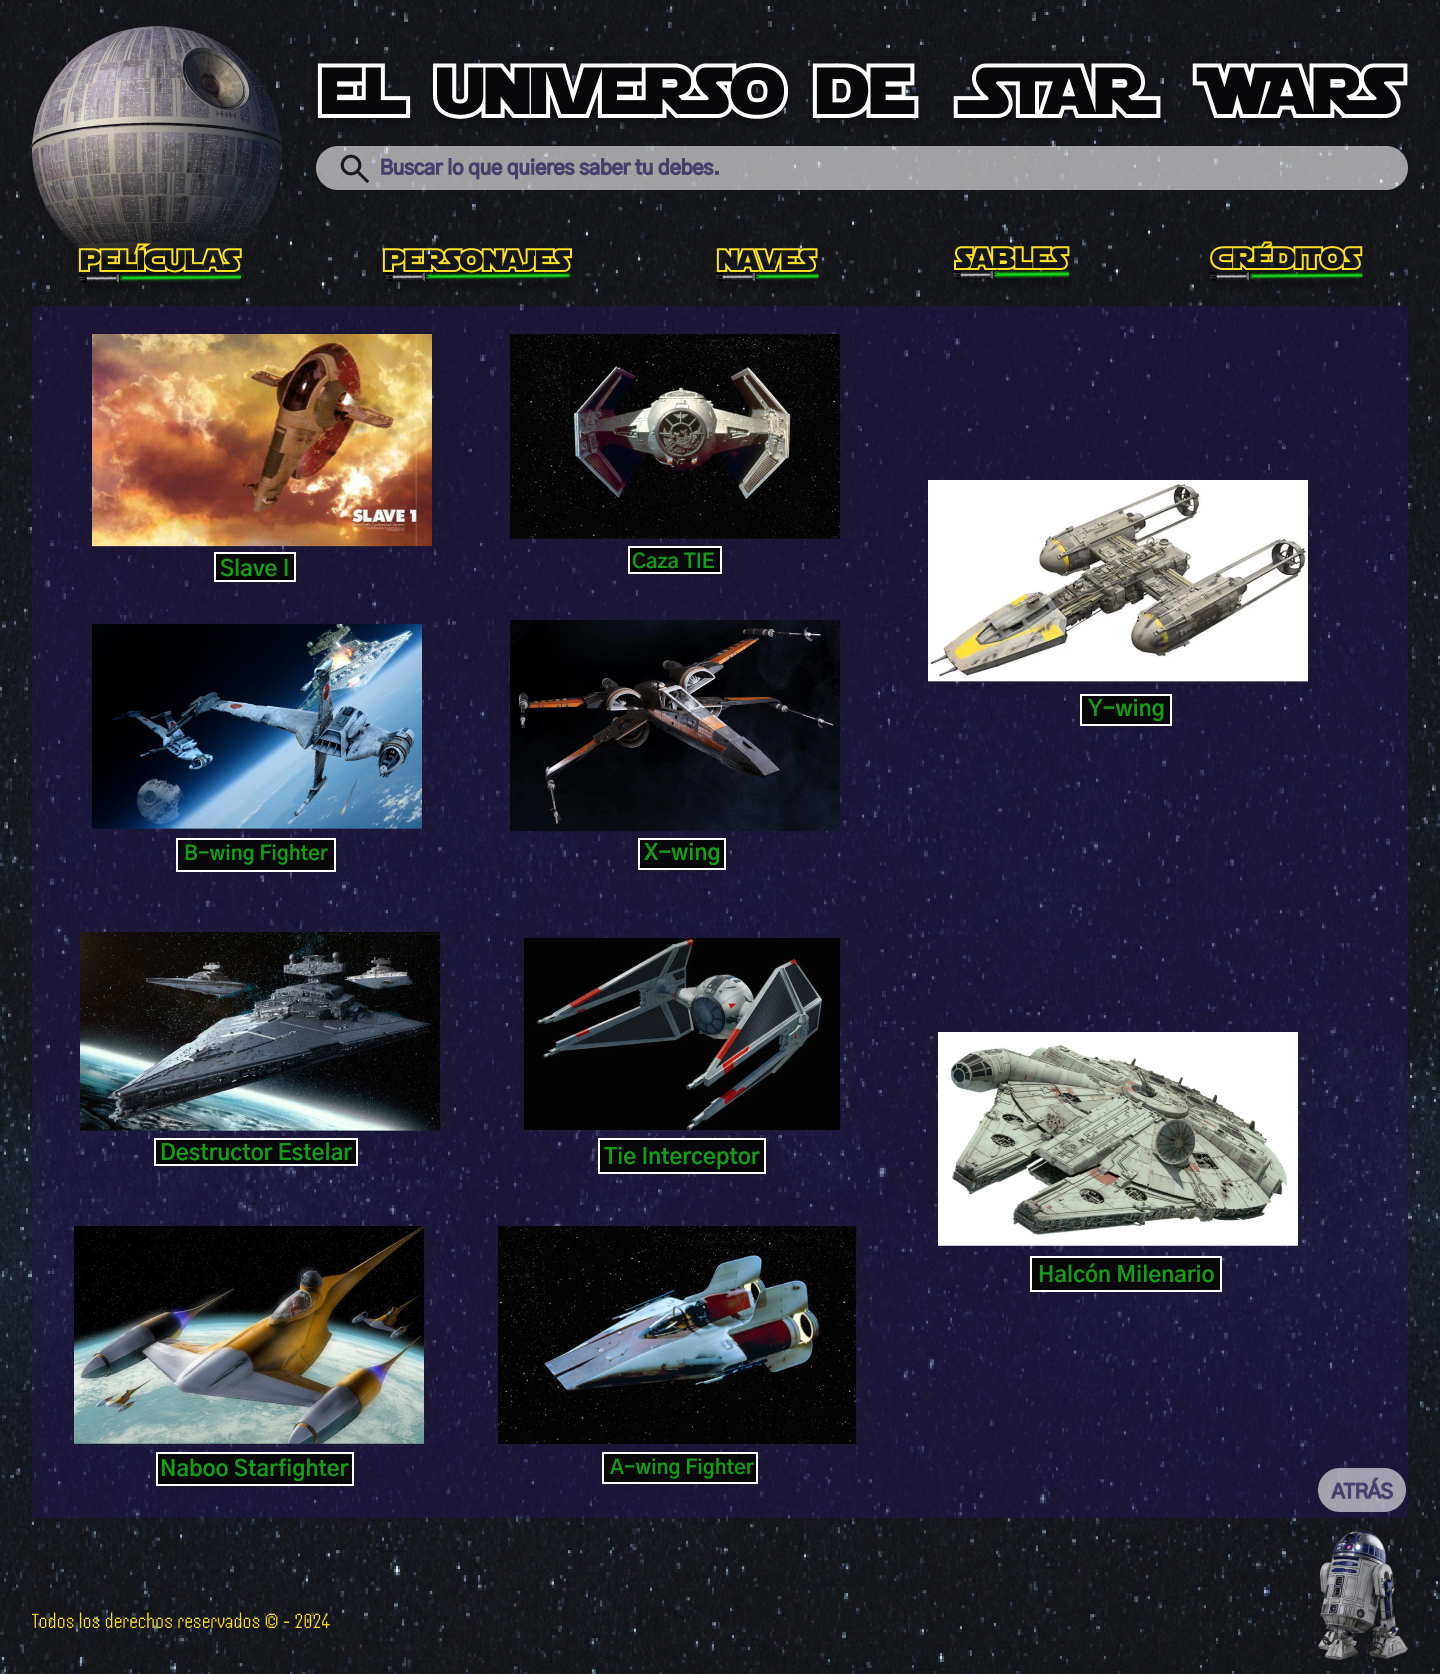 EL UNIVERSO DE STAR WARS
Buscar lo que quieres saber tu debes.
PELÍCULAS
PERSONAJES
NAVES
SABLES
CRÉDITOS
SLAVE 1
Slave I
Caza TIE
Y-wing
B-wing Fighter
X-wing
Destructor Estelar
Tie Interceptor
Halcón Milenario
Naboo Starfighter
A-wing Fighter
ATRÁS
Todos los derechos reservados © - 2024